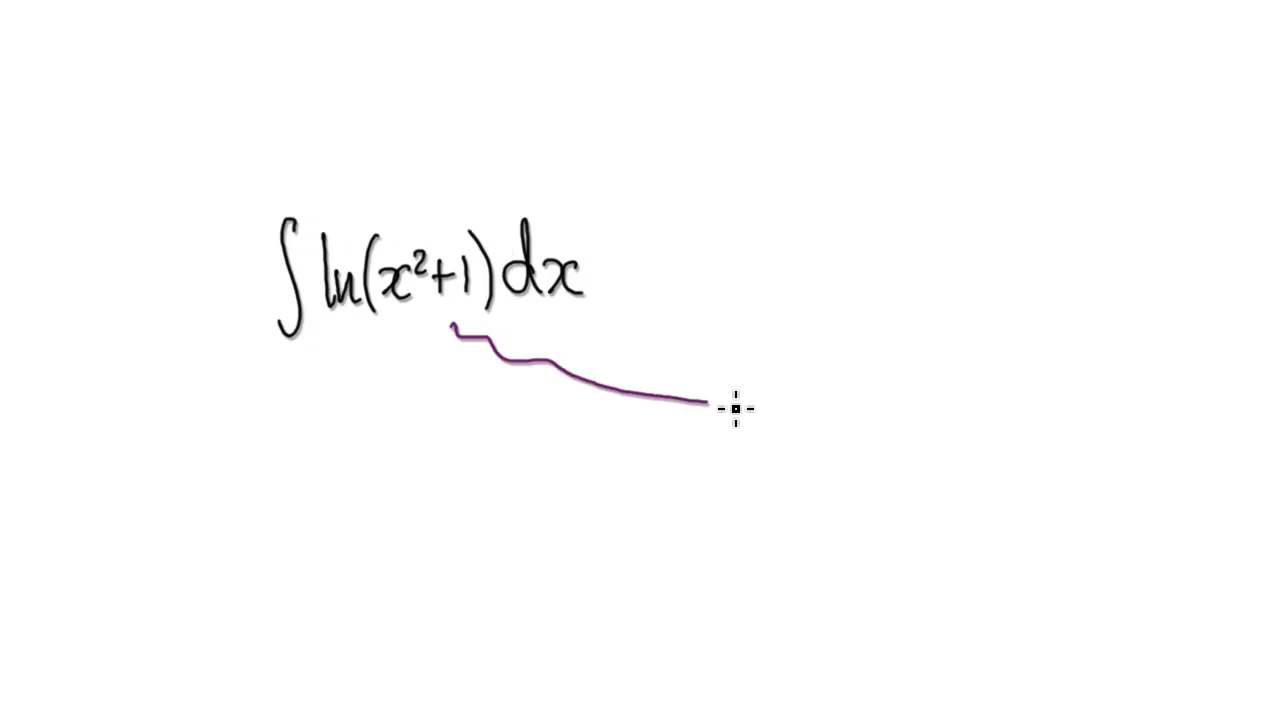 ∫ ln(x²+1) dx